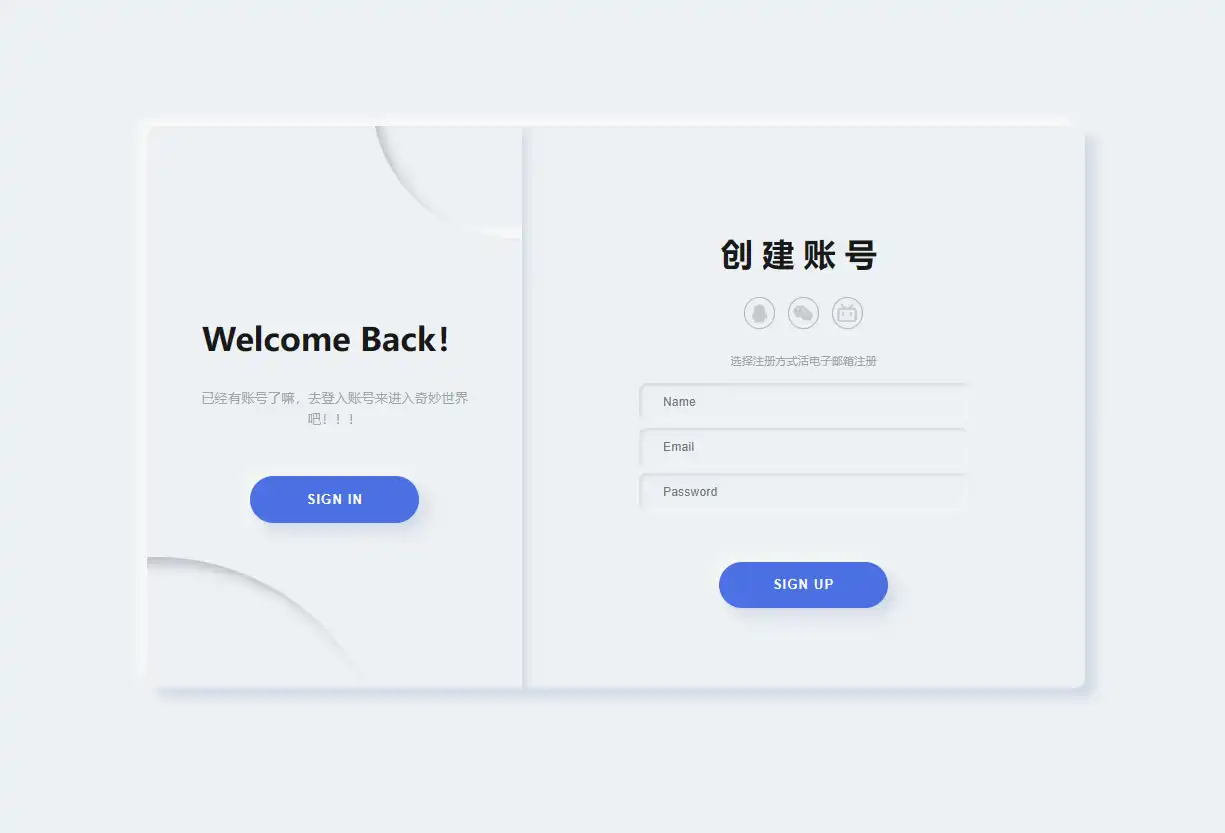 Welcome Back!
已经有账号了嘛，去登入账号来进入奇妙世界
吧！！！
SIGN IN
创建账号
选择注册方式活电子邮箱注册
Name
Email
Password
SIGN UP